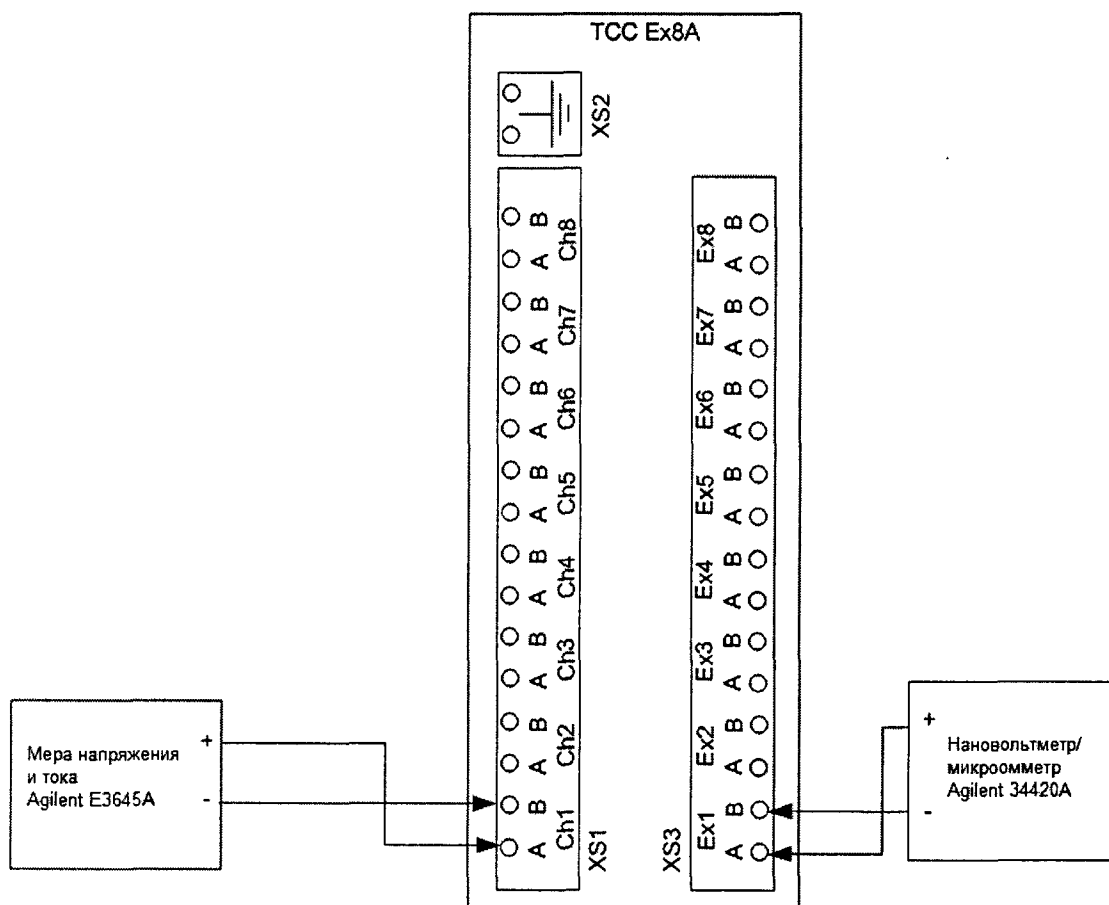 TCC Ex8A
XS2
B
A
Ch8
B
A
Ch7
B
A
Ch6
B
A
Ch5
B
A
Ch4
B
A
Ch3
B
A
Ch2
B
A
Ch1
XS1
B
A
Ex8
B
A
Ex7
B
A
Ex6
B
A
Ex5
B
A
Ex4
B
A
Ex3
B
A
Ex2
B
A
Ex1
XS3
Мера напряжения
и тока
Agilent E3645A
+
-
+
-
Нановольтметр/
микроомметр
Agilent 34420A